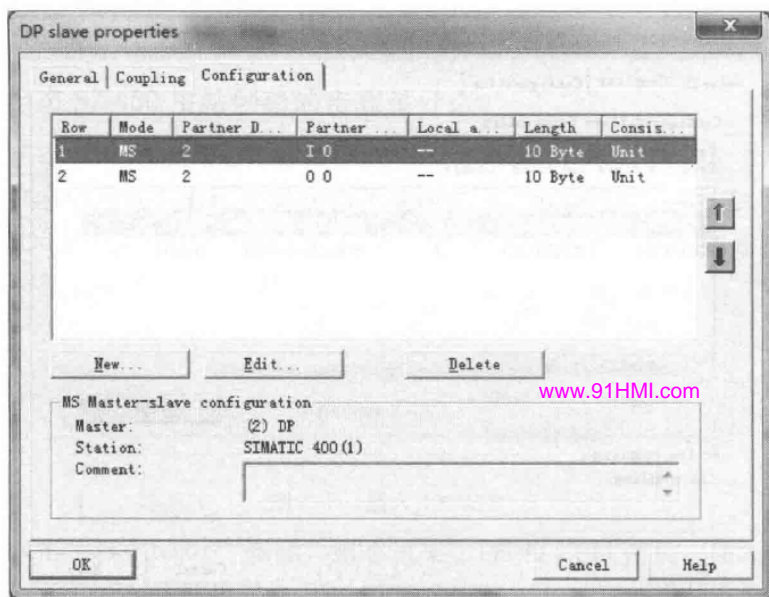 DP slave properties
General Coupling Configuration
Row Mode Partner D... Partner ... Local a... Length Consis...
1 MS 2 I 0 -- 10 Byte Unit
2 MS 2 O 0 -- 10 Byte Unit
New... Edit... Delete
www.91HMI.com
MS Master-slave configuration
Master: (2) DP
Station: SIMATIC 400(1)
Comment:
OK Cancel Help